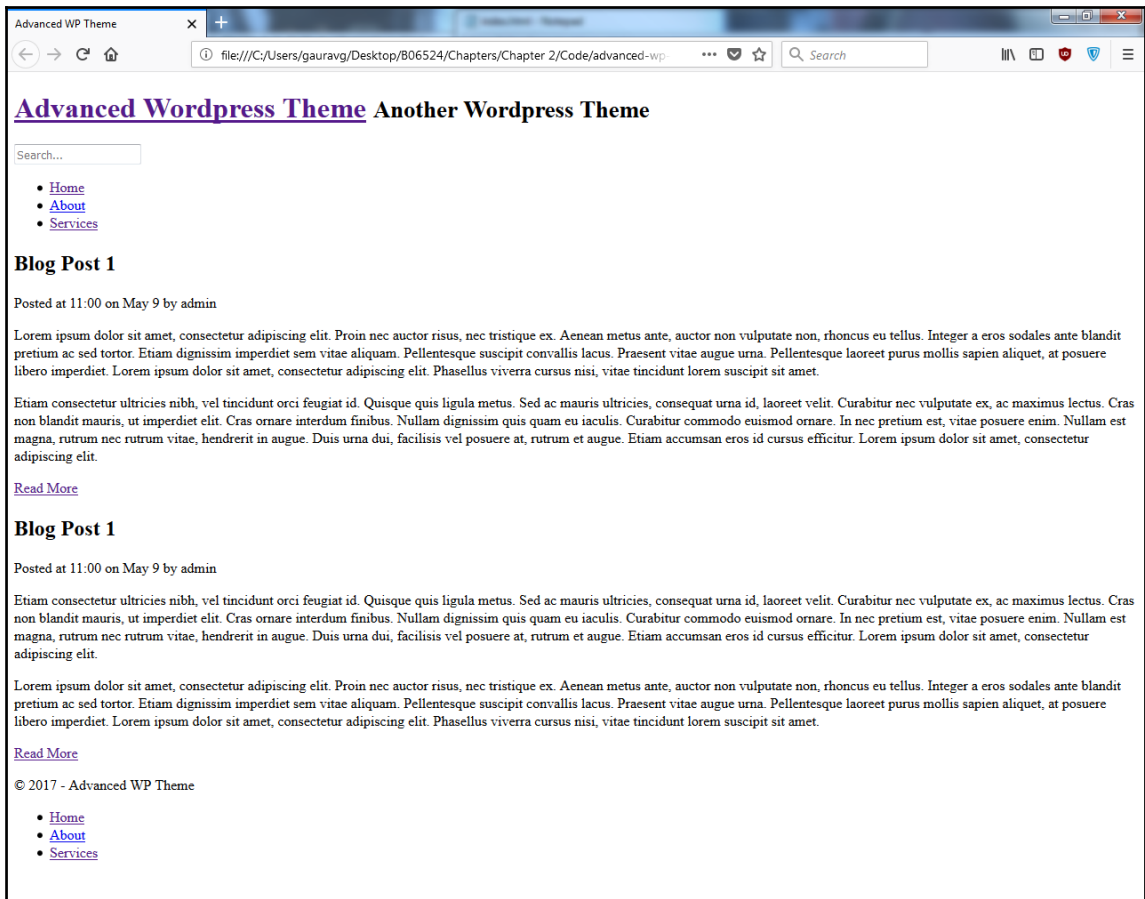 Advanced WP Theme
index.html - Notepad
file:///C:/Users/gauravg/Desktop/B06524/Chapters/Chapter 2/Code/advanced-wp-
Search
Advanced Wordpress Theme Another Wordpress Theme
Search...
Home
About
Services
Blog Post 1
Posted at 11:00 on May 9 by admin
Lorem ipsum dolor sit amet, consectetur adipiscing elit. Proin nec auctor risus, nec tristique ex. Aenean metus ante, auctor non vulputate non, rhoncus eu tellus. Integer a eros sodales ante blandit
pretium ac sed tortor. Etiam dignissim imperdiet sem vitae aliquam. Pellentesque suscipit convallis lacus. Praesent vitae augue urna. Pellentesque laoreet purus mollis sapien aliquet, at posuere
libero imperdiet. Lorem ipsum dolor sit amet, consectetur adipiscing elit. Phasellus viverra cursus nisi, vitae tincidunt lorem suscipit sit amet.
Etiam consectetur ultricies nibh, vel tincidunt orci feugiat id. Quisque quis ligula metus. Sed ac mauris ultricies, consequat urna id, laoreet velit. Curabitur nec vulputate ex, ac maximus lectus. Cras
non blandit mauris, ut imperdiet elit. Cras ornare interdum finibus. Nullam dignissim quis quam eu iaculis. Curabitur commodo euismod ornare. In nec pretium est, vitae posuere enim. Nullam est
magna, rutrum nec rutrum vitae, hendrerit in augue. Duis urna dui, facilisis vel posuere at, rutrum et augue. Etiam accumsan eros id cursus efficitur. Lorem ipsum dolor sit amet, consectetur
adipiscing elit.
Read More
Blog Post 1
Posted at 11:00 on May 9 by admin
Etiam consectetur ultricies nibh, vel tincidunt orci feugiat id. Quisque quis ligula metus. Sed ac mauris ultricies, consequat urna id, laoreet velit. Curabitur nec vulputate ex, ac maximus lectus. Cras
non blandit mauris, ut imperdiet elit. Cras ornare interdum finibus. Nullam dignissim quis quam eu iaculis. Curabitur commodo euismod ornare. In nec pretium est, vitae posuere enim. Nullam est
magna, rutrum nec rutrum vitae, hendrerit in augue. Duis urna dui, facilisis vel posuere at, rutrum et augue. Etiam accumsan eros id cursus efficitur. Lorem ipsum dolor sit amet, consectetur
adipiscing elit.
Lorem ipsum dolor sit amet, consectetur adipiscing elit. Proin nec auctor risus, nec tristique ex. Aenean metus ante, auctor non vulputate non, rhoncus eu tellus. Integer a eros sodales ante blandit
pretium ac sed tortor. Etiam dignissim imperdiet sem vitae aliquam. Pellentesque suscipit convallis lacus. Praesent vitae augue urna. Pellentesque laoreet purus mollis sapien aliquet, at posuere
libero imperdiet. Lorem ipsum dolor sit amet, consectetur adipiscing elit. Phasellus viverra cursus nisi, vitae tincidunt lorem suscipit sit amet.
Read More
© 2017 - Advanced WP Theme
Home
About
Services